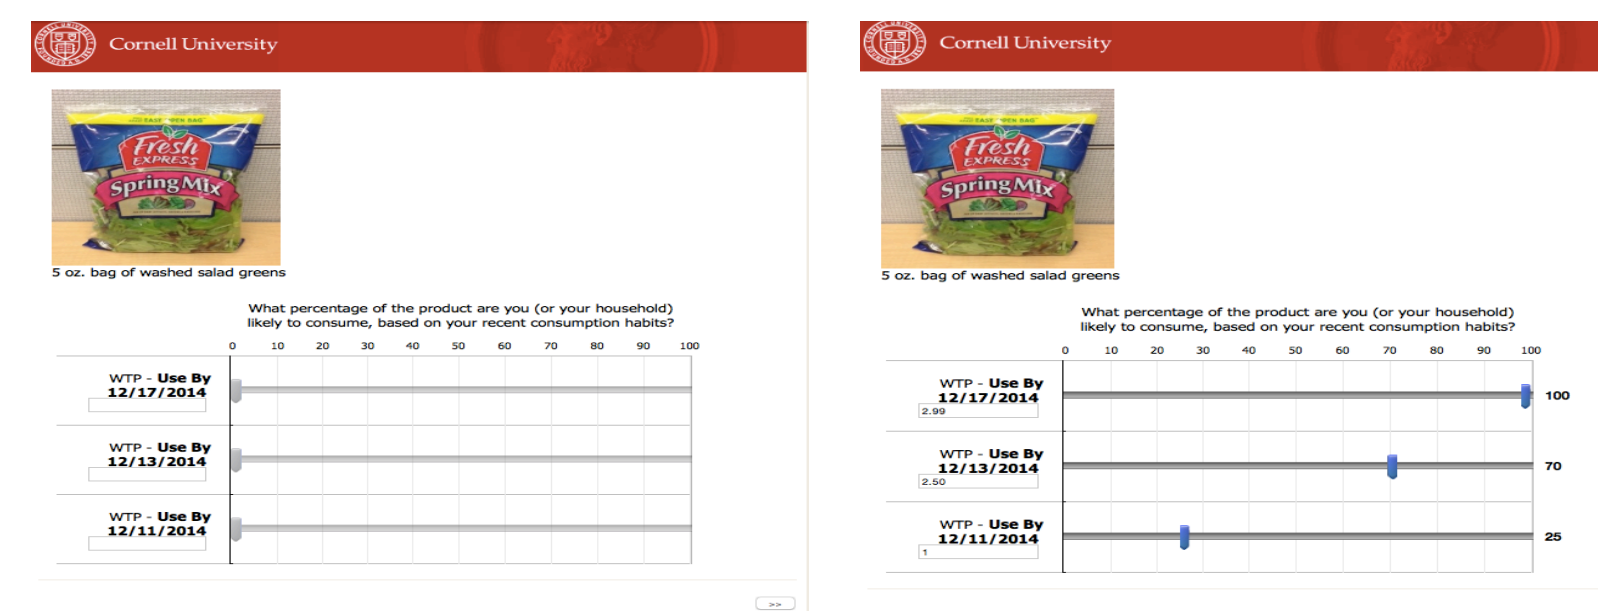 Cornell University
EASY OPEN BAG
Fresh
EXPRESS
Spring Mix
5 oz. bag of washed salad greens
What percentage of the product are you (or your household)
likely to consume, based on your recent consumption habits?
0 10 20 30 40 50 60 70 80 90 100
WTP - Use By
12/17/2014
WTP - Use By
12/13/2014
WTP - Use By
12/11/2014
>>
Cornell University
EASY OPEN BAG
Fresh
EXPRESS
Spring Mix
5 oz. bag of washed salad greens
What percentage of the product are you (or your household)
likely to consume, based on your recent consumption habits?
0 10 20 30 40 50 60 70 80 90 100
WTP - Use By
12/17/2014
2.99
100
WTP - Use By
12/13/2014
2.50
70
WTP - Use By
12/11/2014
1
25